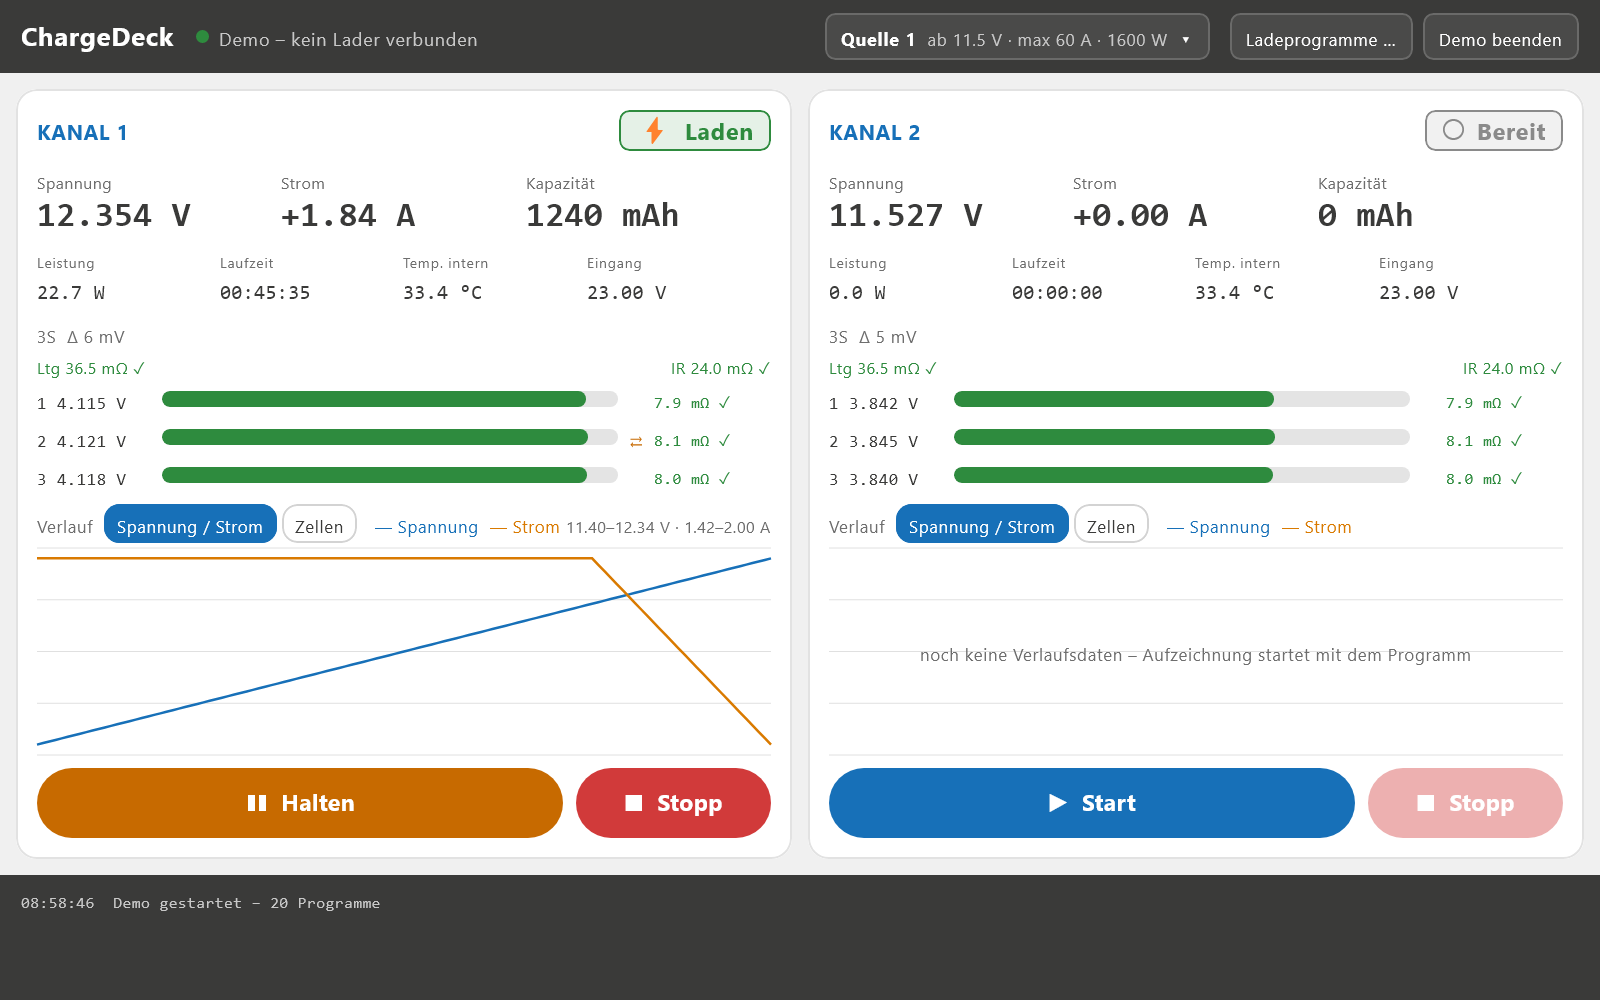 ChargeDeck Demo – kein Lader verbunden Quelle 1 ab 11.5 V · max 60 A · 1600 W ▾ Ladeprogramme ... Demo beenden
KANAL 1 Laden
Spannung Strom Kapazität
12.354 V +1.84 A 1240 mAh
Leistung Laufzeit Temp. intern Eingang
22.7 W 00:45:35 33.4 °C 23.00 V
3S Δ 6 mV
Ltg 36.5 mΩ ✓ IR 24.0 mΩ ✓
1 4.115 V 7.9 mΩ ✓
2 4.121 V ⇄ 8.1 mΩ ✓
3 4.118 V 8.0 mΩ ✓
Verlauf Spannung / Strom Zellen — Spannung — Strom 11.40–12.34 V · 1.42–2.00 A
Halten Stopp
KANAL 2 Bereit
Spannung Strom Kapazität
11.527 V +0.00 A 0 mAh
Leistung Laufzeit Temp. intern Eingang
0.0 W 00:00:00 33.4 °C 23.00 V
3S Δ 5 mV
Ltg 36.5 mΩ ✓ IR 24.0 mΩ ✓
1 3.842 V 7.9 mΩ ✓
2 3.845 V 8.1 mΩ ✓
3 3.840 V 8.0 mΩ ✓
Verlauf Spannung / Strom Zellen — Spannung — Strom
noch keine Verlaufsdaten – Aufzeichnung startet mit dem Programm
Start Stopp
08:58:46 Demo gestartet – 20 Programme